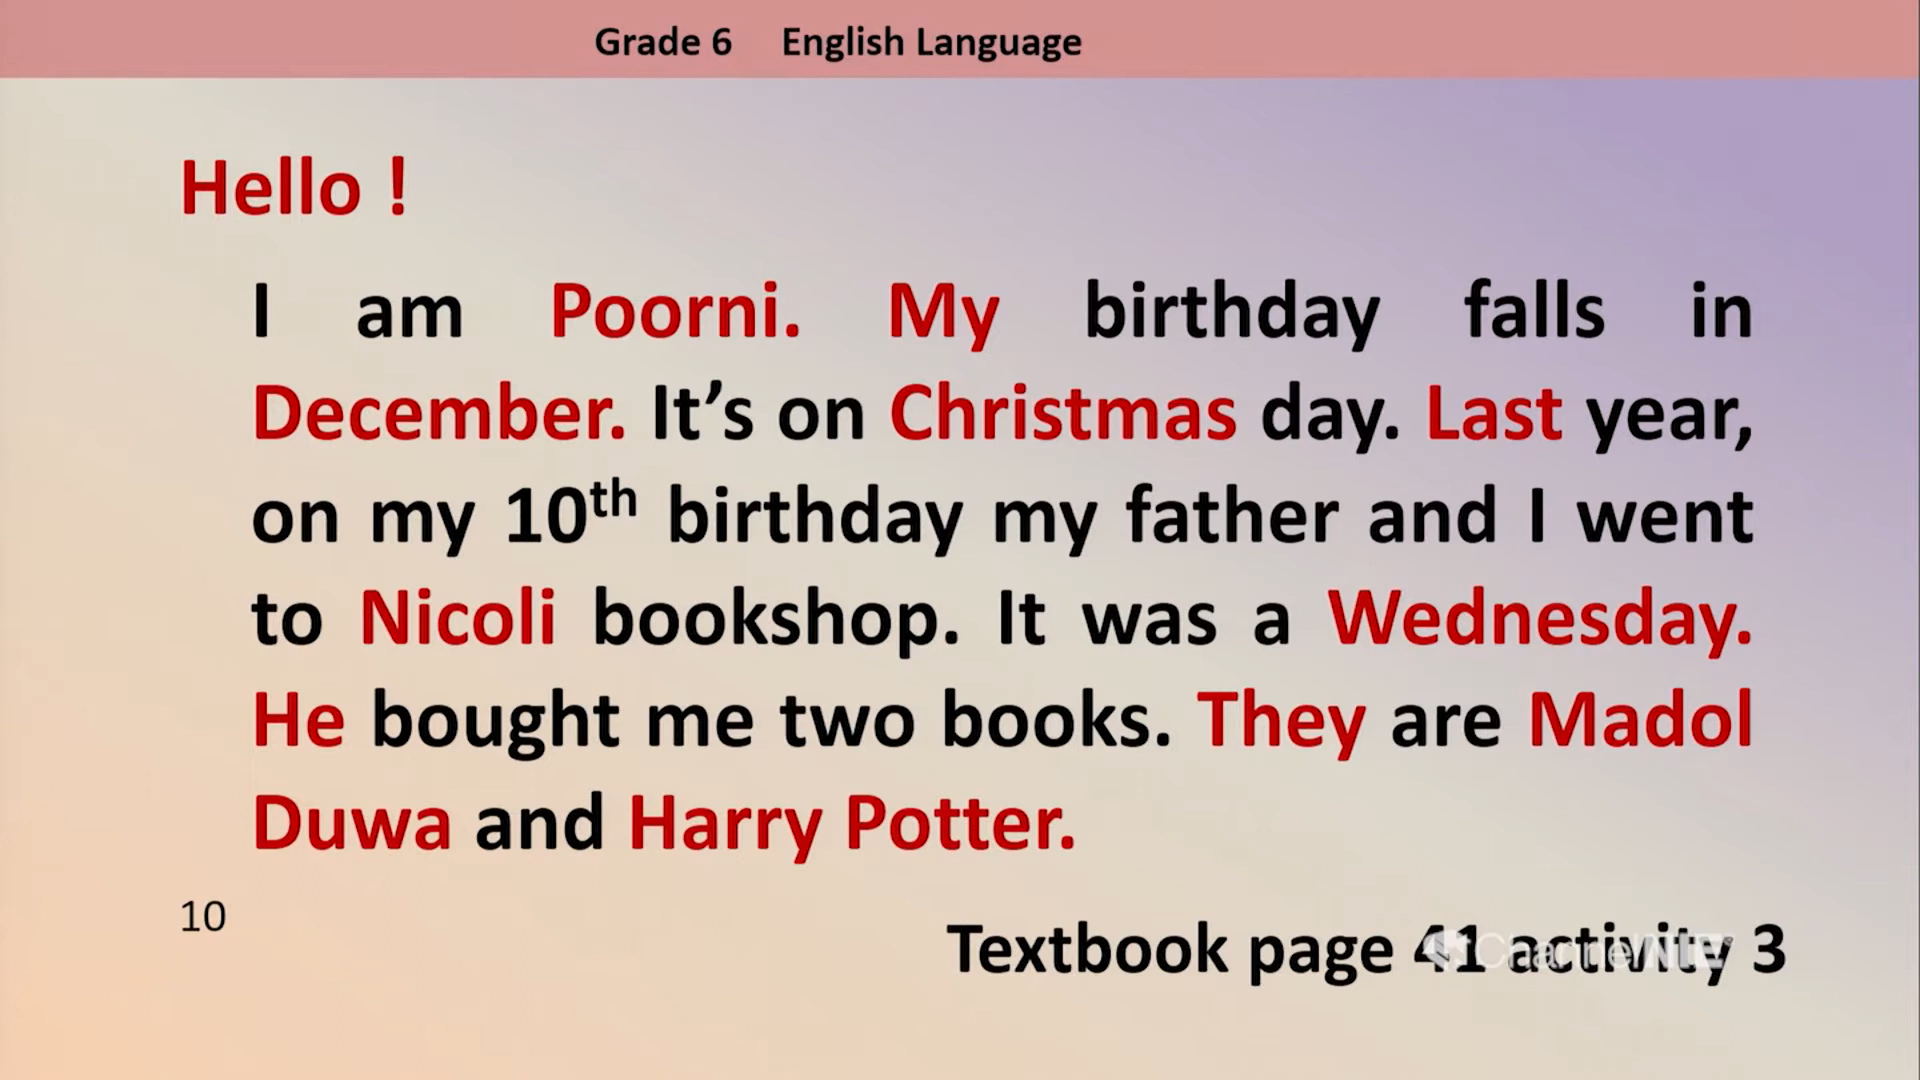 Grade 6 English Language
Hello !
I am Poorni. My birthday falls in
December. It’s on Christmas day. Last year,
on my 10th birthday my father and I went
to Nicoli bookshop. It was a Wednesday.
He bought me two books. They are Madol
Duwa and Harry Potter.
10
Textbook page 41 activity 3
Channel NIE